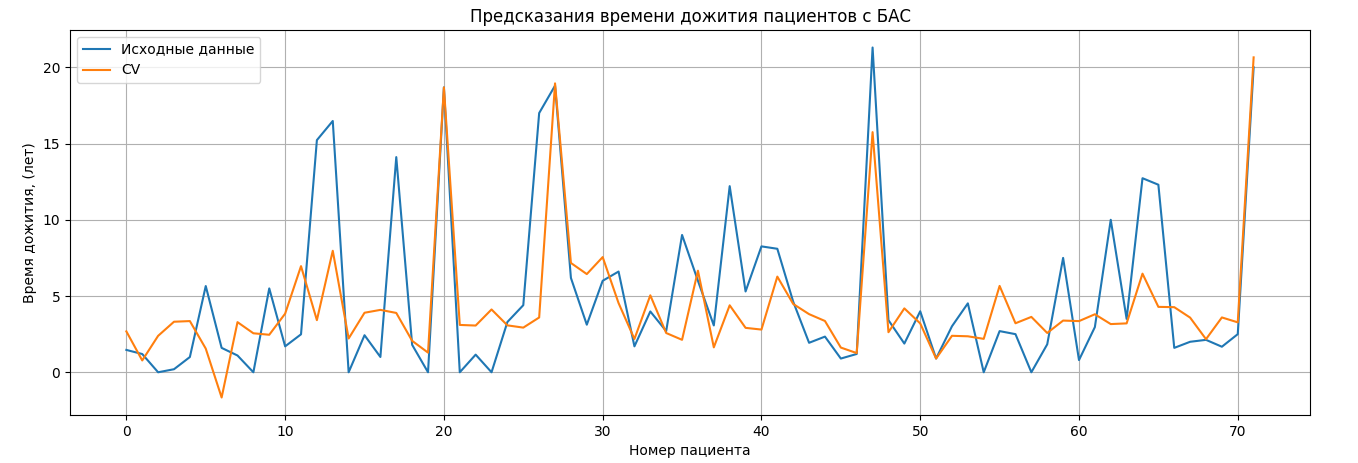 Предсказания времени дожития пациентов с БАС
Исходные данные
CV
Время дожития, (лет)
20
15
10
5
0
0 10 20 30 40 50 60 70
Номер пациента